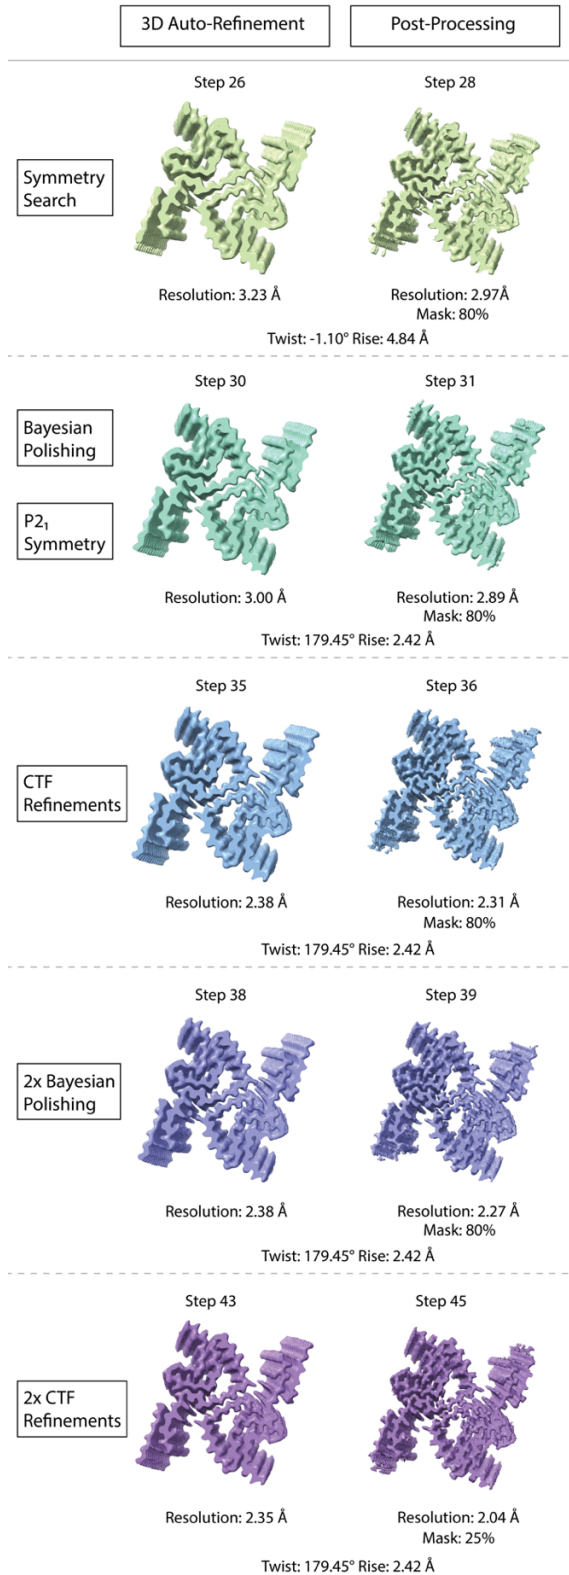 3D Auto-Refinement
Post-Processing
Step 26
Step 28
Symmetry
Search
Resolution: 3.23 Å
Resolution: 2.97Å
Mask: 80%
Twist: -1.10° Rise: 4.84 Å
Step 30
Step 31
Bayesian
Polishing
P2₁
Symmetry
Resolution: 3.00 Å
Resolution: 2.89 Å
Mask: 80%
Twist: 179.45° Rise: 2.42 Å
Step 35
Step 36
CTF
Refinements
Resolution: 2.38 Å
Resolution: 2.31 Å
Mask: 80%
Twist: 179.45° Rise: 2.42 Å
Step 38
Step 39
2x Bayesian
Polishing
Resolution: 2.38 Å
Resolution: 2.27 Å
Mask: 80%
Twist: 179.45° Rise: 2.42 Å
Step 43
Step 45
2x CTF
Refinements
Resolution: 2.35 Å
Resolution: 2.04 Å
Mask: 25%
Twist: 179.45° Rise: 2.42 Å